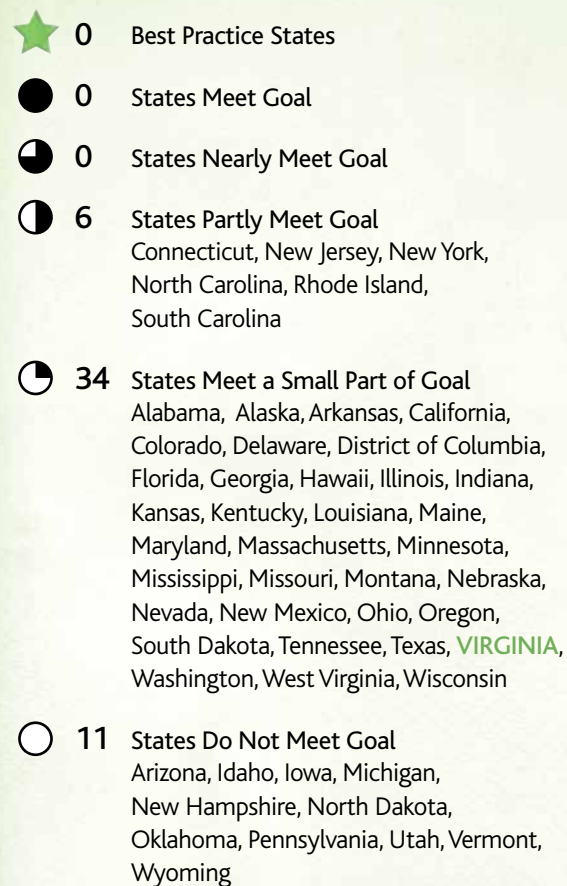 0 Best Practice States
0 States Meet Goal
0 States Nearly Meet Goal
6 States Partly Meet Goal
Connecticut, New Jersey, New York,
North Carolina, Rhode Island,
South Carolina
34 States Meet a Small Part of Goal
Alabama, Alaska, Arkansas, California,
Colorado, Delaware, District of Columbia,
Florida, Georgia, Hawaii, Illinois, Indiana,
Kansas, Kentucky, Louisiana, Maine,
Maryland, Massachusetts, Minnesota,
Mississippi, Missouri, Montana, Nebraska,
Nevada, New Mexico, Ohio, Oregon,
South Dakota, Tennessee, Texas, VIRGINIA,
Washington, West Virginia, Wisconsin
11 States Do Not Meet Goal
Arizona, Idaho, Iowa, Michigan,
New Hampshire, North Dakota,
Oklahoma, Pennsylvania, Utah, Vermont,
Wyoming